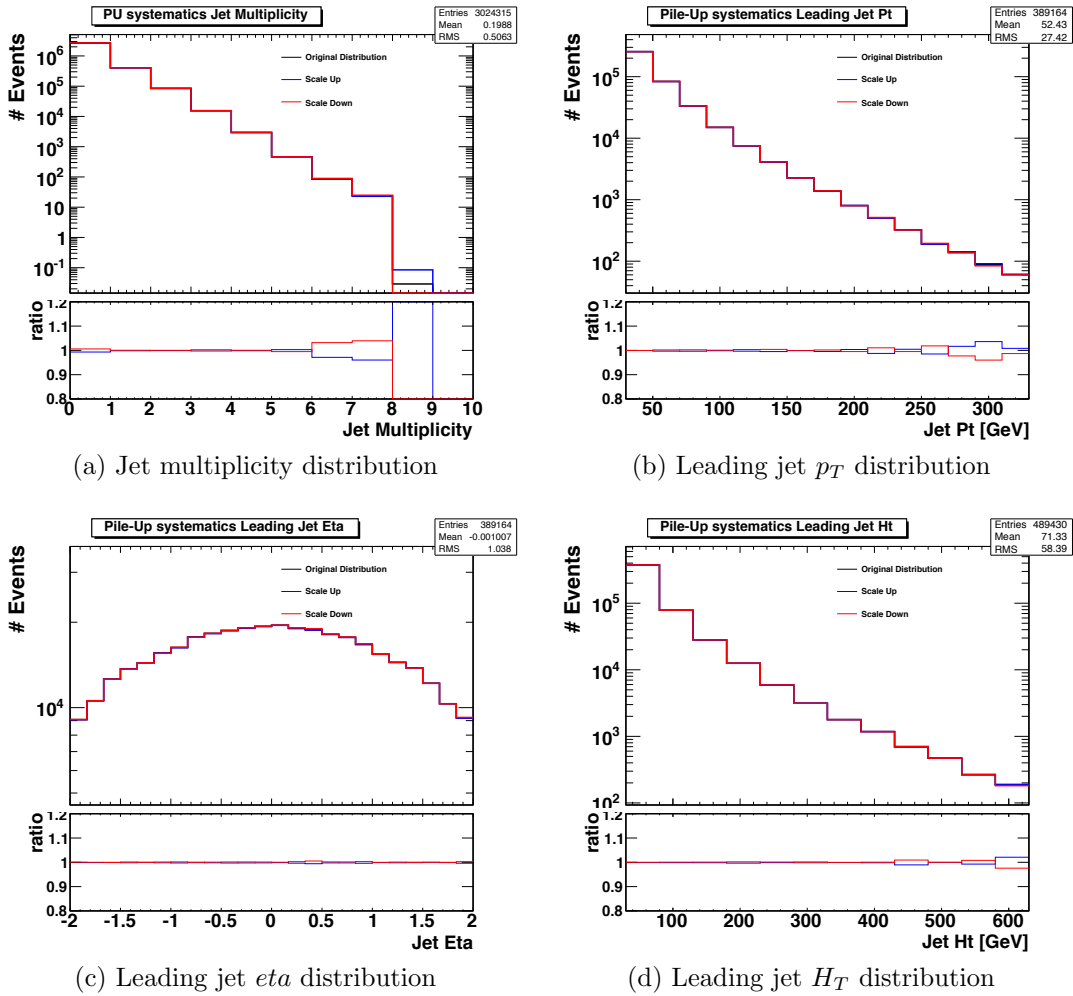 PU systematics Jet Multiplicity
Entries 3024315
Mean 0.1988
RMS 0.5063
# Events
10^6
10^5
10^4
10^3
10^2
10
1
10^-1
Original Distribution
Scale Up
Scale Down
ratio
1.2
1.1
1
0.9
0.8
0 1 2 3 4 5 6 7 8 9 10
Jet Multiplicity
(a) Jet multiplicity distribution
Pile-Up systematics Leading Jet Pt
Entries 389164
Mean 52.43
RMS 27.42
# Events
10^5
10^4
10^3
10^2
Original Distribution
Scale Up
Scale Down
ratio
1.2
1.1
1
0.9
0.8
50 100 150 200 250 300
Jet Pt [GeV]
(b) Leading jet p_T distribution
Pile-Up systematics Leading Jet Eta
Entries 389164
Mean -0.001007
RMS 1.038
# Events
10^4
Original Distribution
Scale Up
Scale Down
ratio
1.2
1.1
1
0.9
0.8
-2 -1.5 -1 -0.5 0 0.5 1 1.5 2
Jet Eta
(c) Leading jet eta distribution
Pile-Up systematics Leading Jet Ht
Entries 489430
Mean 71.33
RMS 58.39
# Events
10^5
10^4
10^3
10^2
Original Distribution
Scale Up
Scale Down
ratio
1.2
1.1
1
0.9
0.8
100 200 300 400 500 600
Jet Ht [GeV]
(d) Leading jet H_T distribution